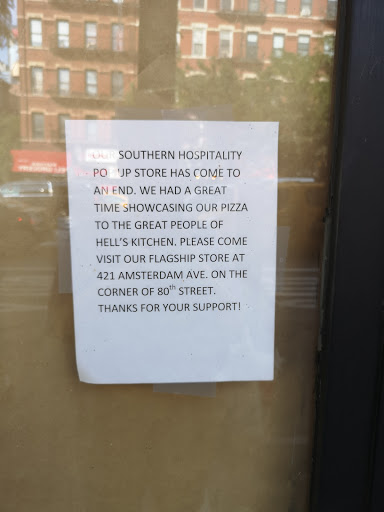 OUR SOUTHERN HOSPITALITY
POP UP STORE HAS COME TO
AN END. WE HAD A GREAT
TIME SHOWCASING OUR PIZZA
TO THE GREAT PEOPLE OF
HELL'S KITCHEN. PLEASE COME
VISIT OUR FLAGSHIP STORE AT
421 AMSTERDAM AVE. ON THE
CORNER OF 80th STREET.
THANKS FOR YOUR SUPPORT!